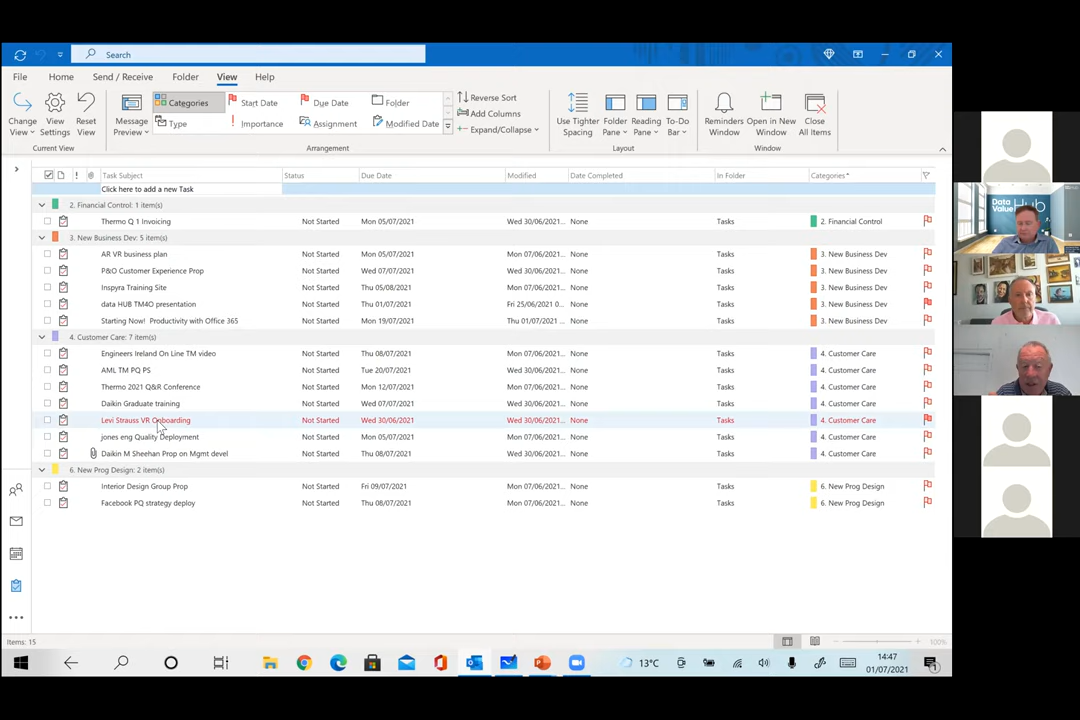 Search
File Home Send / Receive Folder View Help
Change View View Settings Reset View
Current View
Message Preview
Categories Start Date Due Date Folder
Type Importance Assignment Modified Date
Arrangement
Reverse Sort
Add Columns
Expand/Collapse
Use Tighter Spacing Folder Pane Reading Pane To-Do Bar
Layout
Reminders Window Open in New Window Close All Items
Window
Task Subject Status Due Date Modified Date Completed In Folder Categories
Click here to add a new Task
2. Financial Control: 1 item(s)
Thermo Q 1 Invoicing Not Started Mon 05/07/2021 Wed 30/06/2021... None Tasks 2. Financial Control
3. New Business Dev: 5 item(s)
AR VR business plan Not Started Mon 05/07/2021 Wed 30/06/2021... None Tasks 3. New Business Dev
P&O Customer Experience Prop Not Started Wed 07/07/2021 Wed 30/06/2021... None Tasks 3. New Business Dev
Inspyra Training Site Not Started Thu 05/08/2021 Wed 30/06/2021... None Tasks 3. New Business Dev
data HUB TM4O presentation Not Started Thu 01/07/2021 Fri 25/06/2021 0... None Tasks 3. New Business Dev
Starting Now! Productivity with Office 365 Not Started Mon 19/07/2021 Thu 01/07/2021 ... None Tasks 3. New Business Dev
4. Customer Care: 7 item(s)
Engineers Ireland On Line TM video Not Started Thu 08/07/2021 Mon 07/06/2021... None Tasks 4. Customer Care
AML TM PQ PS Not Started Tue 20/07/2021 Wed 30/06/2021... None Tasks 4. Customer Care
Thermo 2021 Q&R Conference Not Started Mon 12/07/2021 Mon 07/06/2021... None Tasks 4. Customer Care
Daikin Graduate training Not Started Thu 08/07/2021 Wed 30/06/2021... None Tasks 4. Customer Care
Levi Strauss VR Onboarding Not Started Wed 30/06/2021 Wed 30/06/2021... None Tasks 4. Customer Care
jones eng Quality Deployment Not Started Mon 05/07/2021 Mon 07/06/2021... None Tasks 4. Customer Care
Daikin M Sheehan Prop on Mgmt devel Not Started Thu 08/07/2021 Wed 30/06/2021... None Tasks 4. Customer Care
6. New Prog Design: 2 item(s)
Interior Design Group Prop Not Started Fri 09/07/2021 Mon 07/06/2021... None Tasks 6. New Prog Design
Facebook PQ strategy deploy Not Started Thu 08/07/2021 Mon 07/06/2021... None Tasks 6. New Prog Design
Items: 15
100%
13°C
14:47
01/07/2021
Data
Value Hub